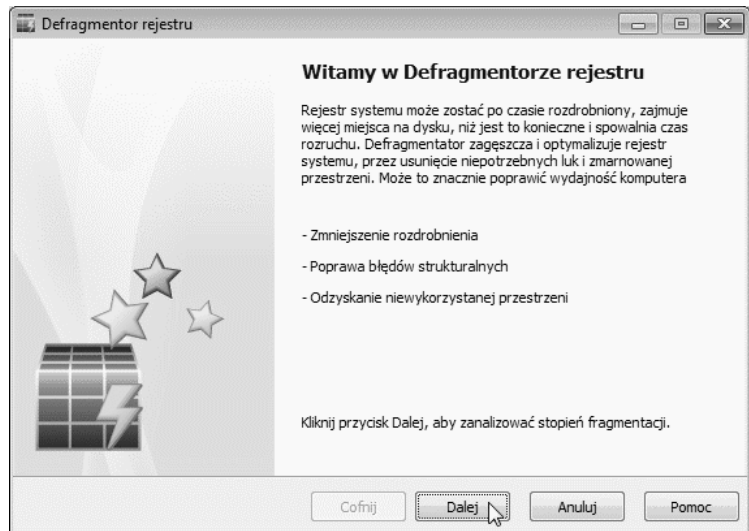 Defragmentor rejestru
Witamy w Defragmentorze rejestru
Rejestr systemu może zostać po czasie rozdrobniony, zajmuje
więcej miejsca na dysku, niż jest to konieczne i spowalnia czas
rozruchu. Defragmentator zagęszcza i optymalizuje rejestr
systemu, przez usunięcie niepotrzebnych luk i zmarnowanej
przestrzeni. Może to znacznie poprawić wydajność komputera
- Zmniejszenie rozdrobnienia
- Poprawa błędów strukturalnych
- Odzyskanie niewykorzystanej przestrzeni
Kliknij przycisk Dalej, aby zanalizować stopień fragmentacji.
Cofnij Dalej Anuluj Pomoc